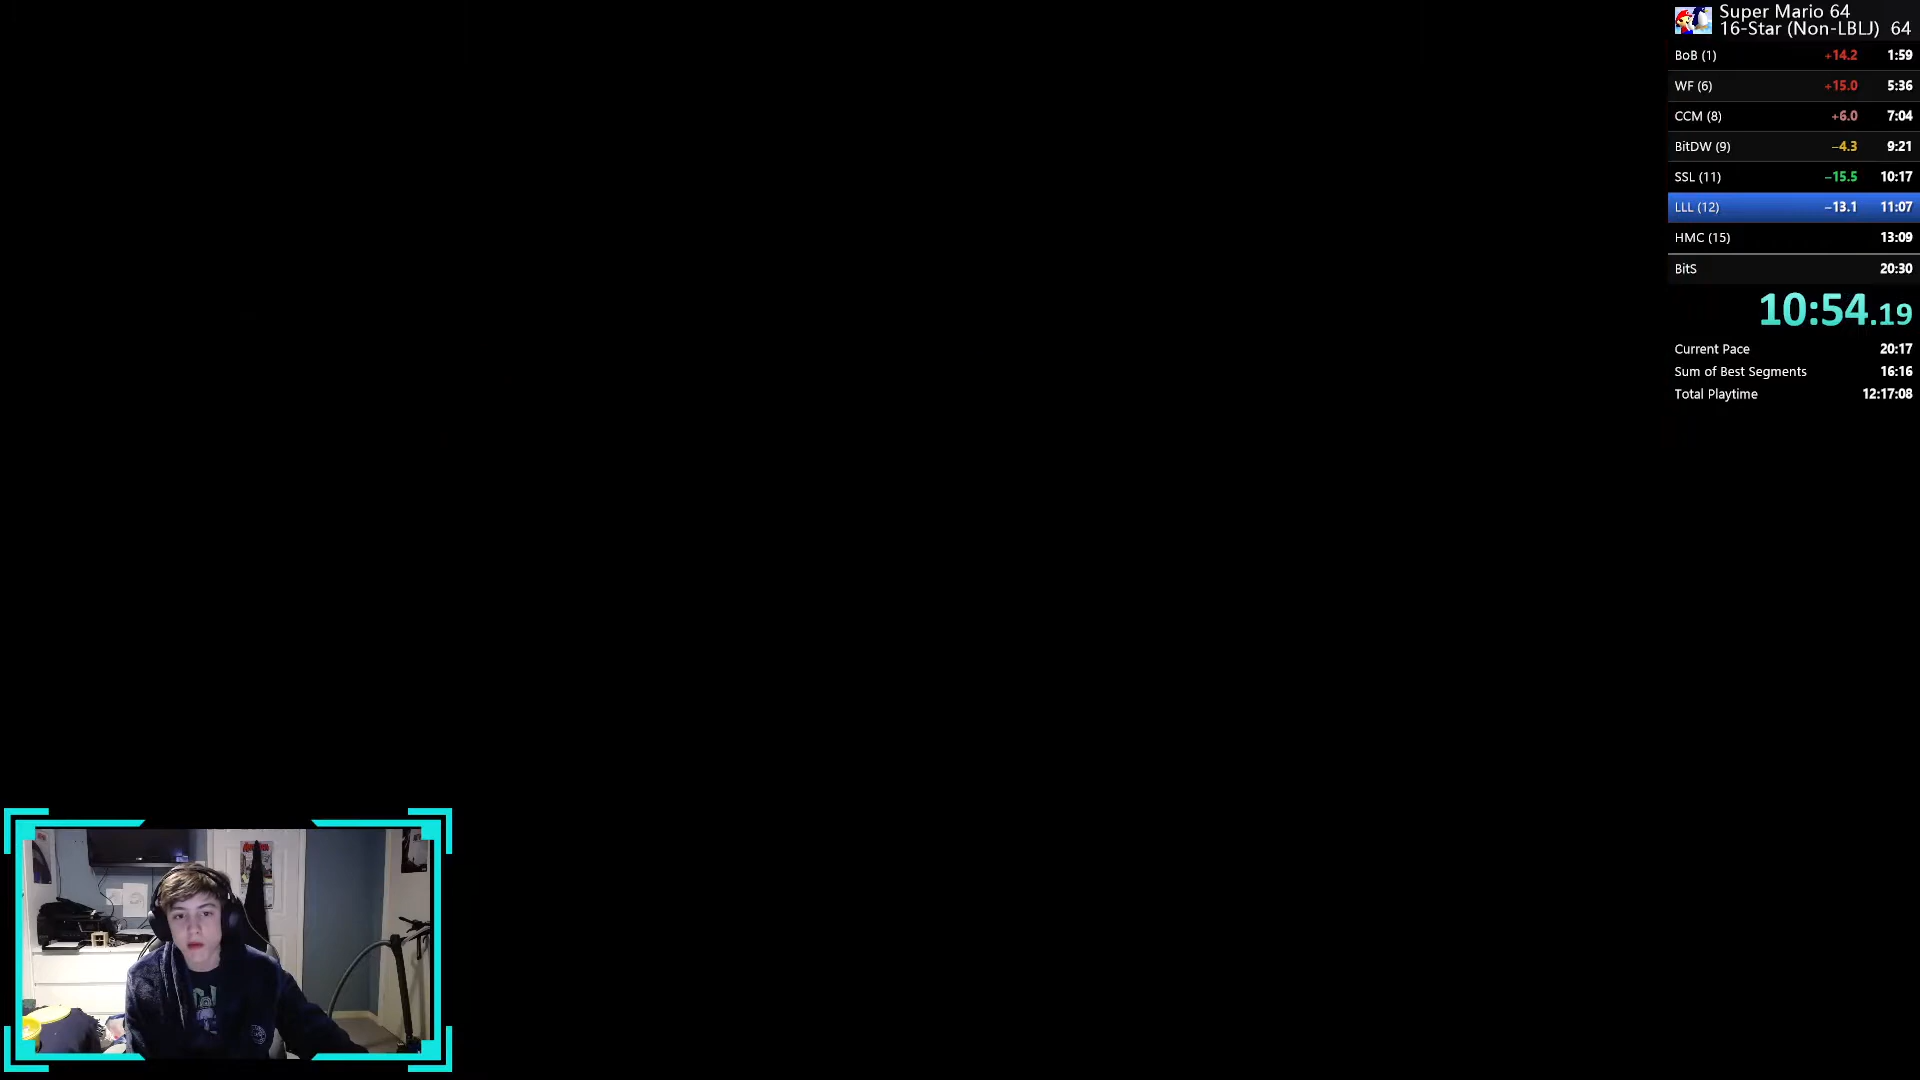 Super Mario 64
16-Star (Non-LBLJ) 64
BoB (1) +14.2 1:59
WF (6) +15.0 5:36
CCM (8) +6.0 7:04
BitDW (9) −4.3 9:21
SSL (11) −15.5 10:17
LLL (12) −13.1 11:07
HMC (15) 13:09
BitS 20:30
10:54.19
Current Pace 20:17
Sum of Best Segments 16:16
Total Playtime 12:17:08